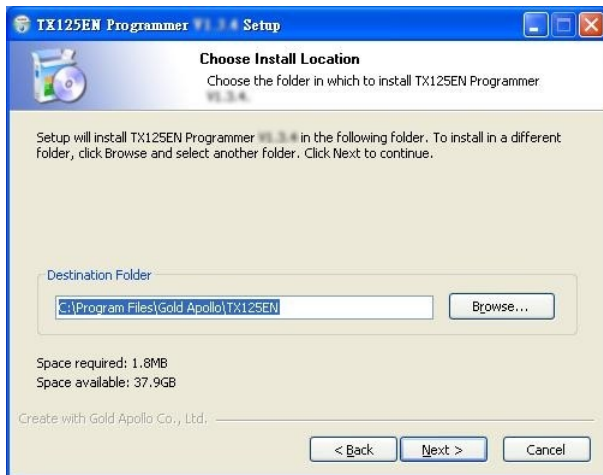 TX125EN Programmer Setup
Choose Install Location
Choose the folder in which to install TX125EN Programmer
Setup will install TX125EN Programmer in the following folder. To install in a different
folder, click Browse and select another folder. Click Next to continue.
Destination Folder
C:\Program Files\Gold Apollo\TX125EN
Browse...
Space required: 1.8MB
Space available: 37.9GB
Create with Gold Apollo Co., Ltd.
< Back
Next >
Cancel